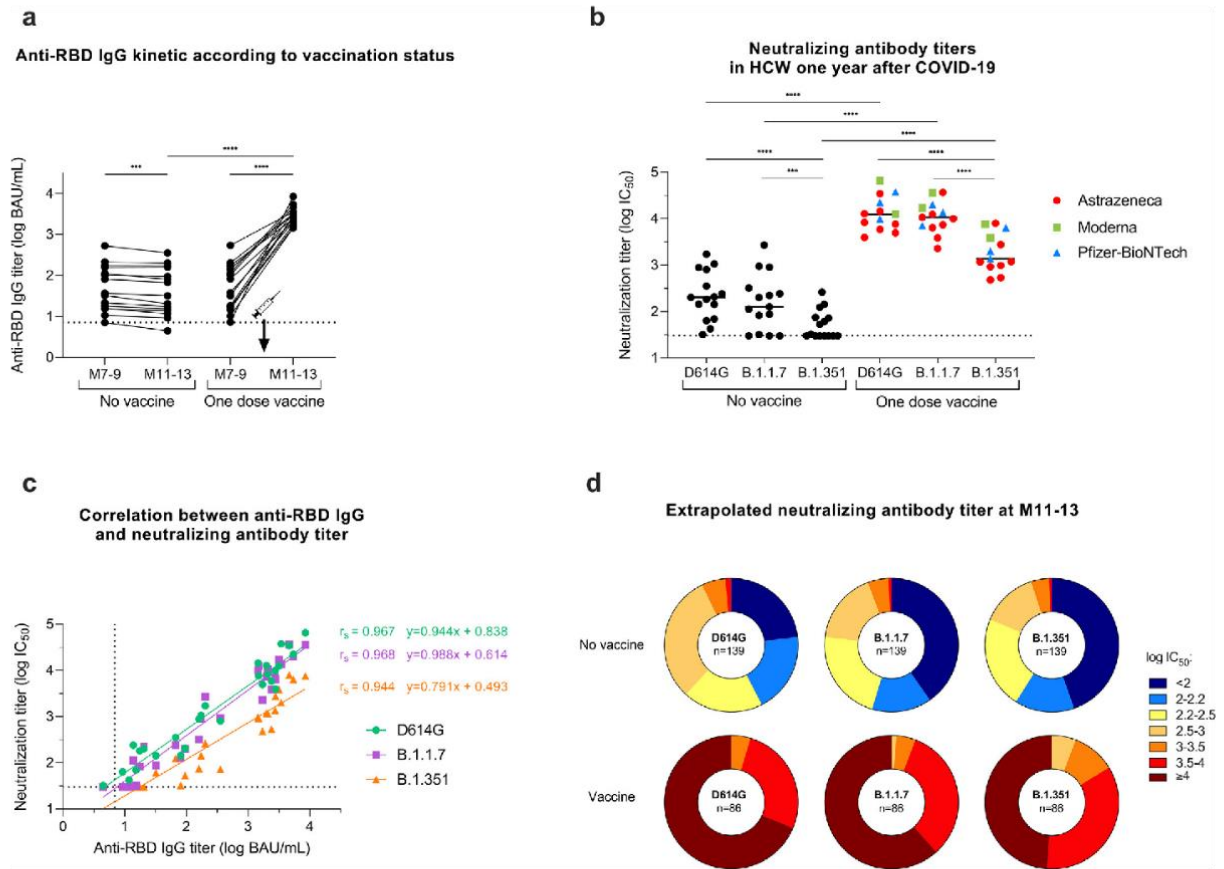 a
Anti-RBD IgG kinetic according to vaccination status
Anti-RBD IgG titer (log BAU/mL)
5
4
3
2
1
0
***
****
****
M7-9
M11-13
M7-9
M11-13
No vaccine
One dose vaccine
b
Neutralizing antibody titers
in HCW one year after COVID-19
Neutralization titer (log IC50)
5
4
3
2
1
****
****
****
****
****
***
****
D614G
B.1.1.7
B.1.351
D614G
B.1.1.7
B.1.351
No vaccine
One dose vaccine
Astrazeneca
Moderna
Pfizer-BioNTech
c
Correlation between anti-RBD IgG
and neutralizing antibody titer
Neutralization titer (log IC50)
5
4
3
2
1
0
1
2
3
4
5
Anti-RBD IgG titer (log BAU/mL)
rs = 0.967 y=0.944x + 0.838
rs = 0.968 y=0.988x + 0.614
rs = 0.944 y=0.791x + 0.493
D614G
B.1.1.7
B.1.351
d
Extrapolated neutralizing antibody titer at M11-13
No vaccine
D614G
n=139
B.1.1.7
n=139
B.1.351
n=139
Vaccine
D614G
n=86
B.1.1.7
n=86
B.1.351
n=86
log IC50:
<2
2-2.2
2.2-2.5
2.5-3
3-3.5
3.5-4
≥4